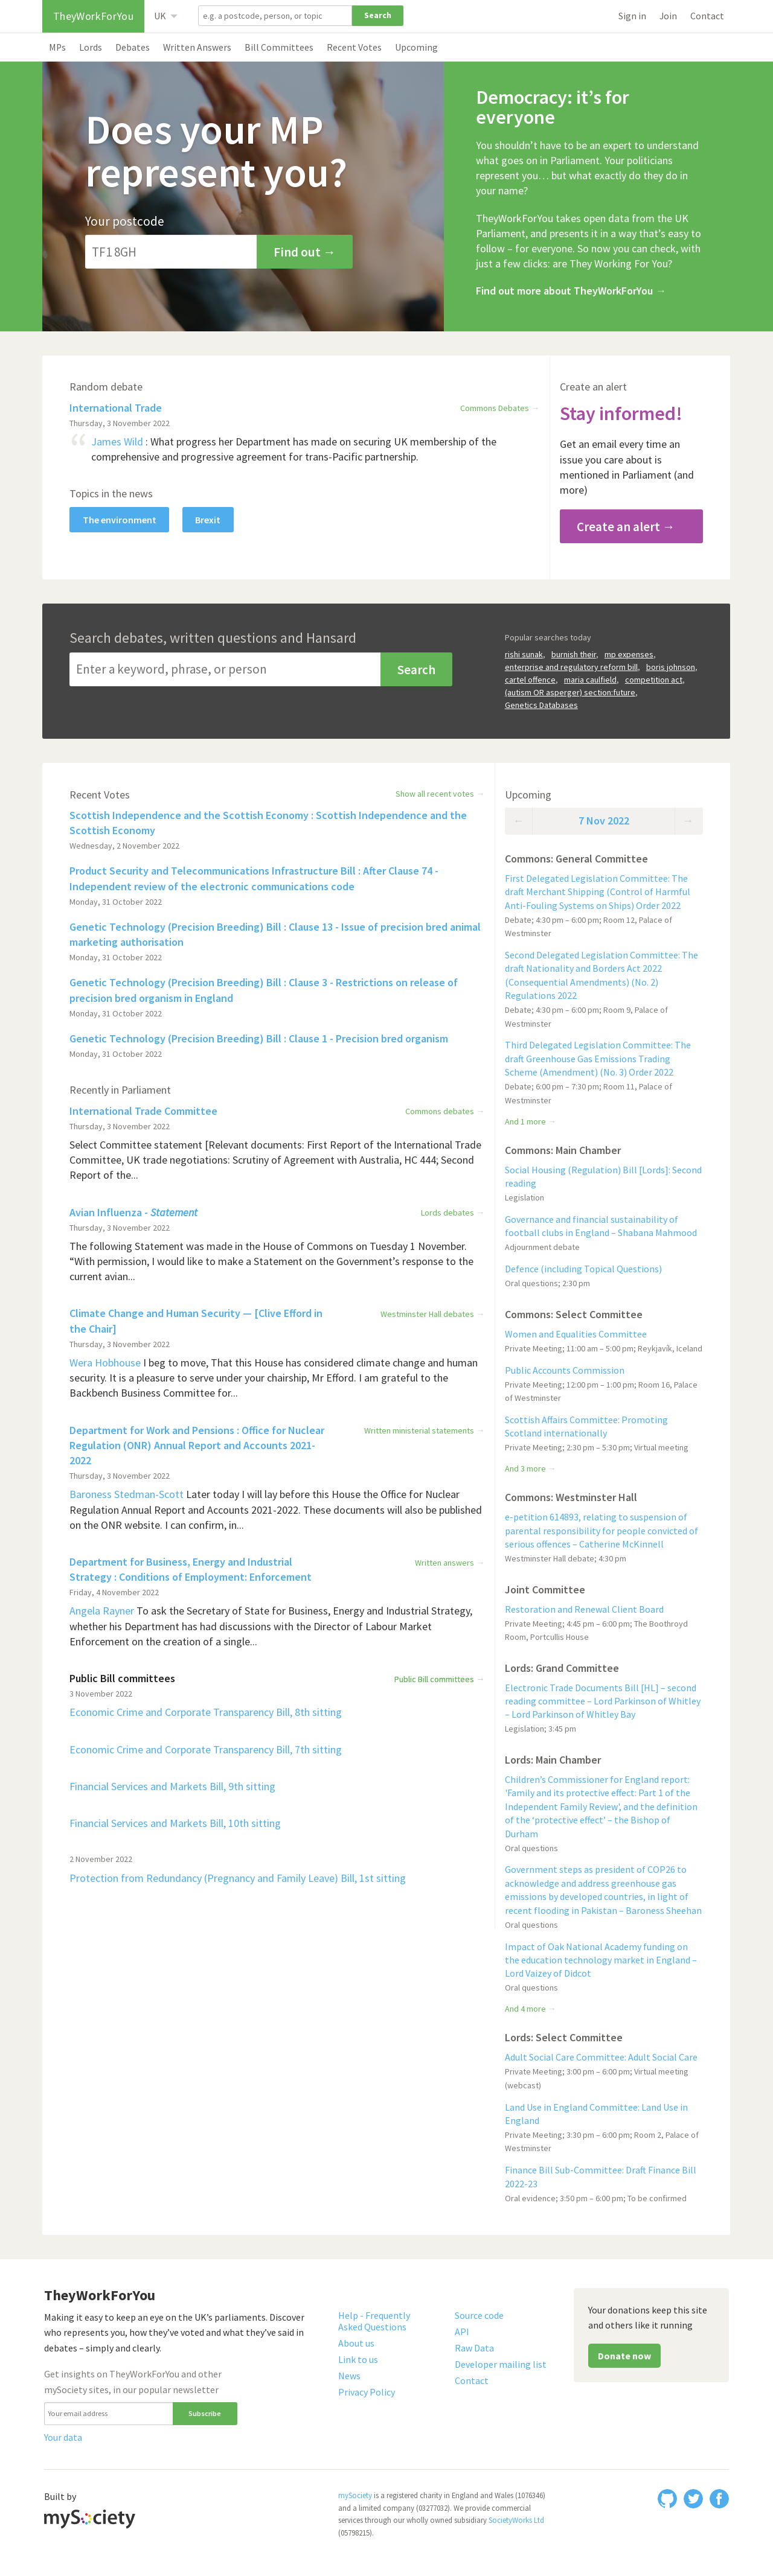 TheyWorkForYou
UK
e.g. a postcode, person, or topic
Search
Sign in
Join
Contact
MPs
Lords
Debates
Written Answers
Bill Committees
Recent Votes
Upcoming
Does your MP
represent you?
Your postcode
TF1 8GH
Find out →
Democracy: it’s for
everyone
You shouldn’t have to be an expert to understand
what goes on in Parliament. Your politicians
represent you… but what exactly do they do in
your name?
TheyWorkForYou takes open data from the UK
Parliament, and presents it in a way that’s easy to
follow – for everyone. So now you can check, with
just a few clicks: are They Working For You?
Find out more about TheyWorkForYou →
Random debate
International Trade
Commons Debates →
Thursday, 3 November 2022
James Wild : What progress her Department has made on securing UK membership of the
comprehensive and progressive agreement for trans-Pacific partnership.
Topics in the news
The environment
Brexit
Create an alert
Stay informed!
Get an email every time an
issue you care about is
mentioned in Parliament (and
more)
Create an alert →
Search debates, written questions and Hansard
Enter a keyword, phrase, or person
Search
Popular searches today
rishi sunak, burnish their, mp expenses,
enterprise and regulatory reform bill, boris johnson,
cartel offence, maria caulfield, competition act,
(autism OR asperger) section:future,
Genetics Databases
Recent Votes
Show all recent votes →
Scottish Independence and the Scottish Economy : Scottish Independence and the
Scottish Economy
Wednesday, 2 November 2022
Product Security and Telecommunications Infrastructure Bill : After Clause 74 -
Independent review of the electronic communications code
Monday, 31 October 2022
Genetic Technology (Precision Breeding) Bill : Clause 13 - Issue of precision bred animal
marketing authorisation
Monday, 31 October 2022
Genetic Technology (Precision Breeding) Bill : Clause 3 - Restrictions on release of
precision bred organism in England
Monday, 31 October 2022
Genetic Technology (Precision Breeding) Bill : Clause 1 - Precision bred organism
Monday, 31 October 2022
Recently in Parliament
International Trade Committee
Commons debates →
Thursday, 3 November 2022
Select Committee statement [Relevant documents: First Report of the International Trade
Committee, UK trade negotiations: Scrutiny of Agreement with Australia, HC 444; Second
Report of the...
Avian Influenza - Statement
Lords debates →
Thursday, 3 November 2022
The following Statement was made in the House of Commons on Tuesday 1 November.
“With permission, I would like to make a Statement on the Government’s response to the
current avian...
Climate Change and Human Security — [Clive Efford in
the Chair]
Westminster Hall debates →
Thursday, 3 November 2022
Wera Hobhouse I beg to move, That this House has considered climate change and human
security. It is a pleasure to serve under your chairship, Mr Efford. I am grateful to the
Backbench Business Committee for...
Department for Work and Pensions : Office for Nuclear
Regulation (ONR) Annual Report and Accounts 2021-
2022
Written ministerial statements →
Thursday, 3 November 2022
Baroness Stedman-Scott Later today I will lay before this House the Office for Nuclear
Regulation Annual Report and Accounts 2021-2022. These documents will also be published
on the ONR website. I can confirm, in...
Department for Business, Energy and Industrial
Strategy : Conditions of Employment: Enforcement
Written answers →
Friday, 4 November 2022
Angela Rayner To ask the Secretary of State for Business, Energy and Industrial Strategy,
whether his Department has had discussions with the Director of Labour Market
Enforcement on the creation of a single...
Public Bill committees
Public Bill committees →
3 November 2022
Economic Crime and Corporate Transparency Bill, 8th sitting
Economic Crime and Corporate Transparency Bill, 7th sitting
Financial Services and Markets Bill, 9th sitting
Financial Services and Markets Bill, 10th sitting
2 November 2022
Protection from Redundancy (Pregnancy and Family Leave) Bill, 1st sitting
Upcoming
← 7 Nov 2022 →
Commons: General Committee
First Delegated Legislation Committee: The
draft Merchant Shipping (Control of Harmful
Anti-Fouling Systems on Ships) Order 2022
Debate; 4:30 pm – 6:00 pm; Room 12, Palace of
Westminster
Second Delegated Legislation Committee: The
draft Nationality and Borders Act 2022
(Consequential Amendments) (No. 2)
Regulations 2022
Debate; 4:30 pm – 6:00 pm; Room 9, Palace of
Westminster
Third Delegated Legislation Committee: The
draft Greenhouse Gas Emissions Trading
Scheme (Amendment) (No. 3) Order 2022
Debate; 6:00 pm – 7:30 pm; Room 11, Palace of
Westminster
And 1 more →
Commons: Main Chamber
Social Housing (Regulation) Bill [Lords]: Second
reading
Legislation
Governance and financial sustainability of
football clubs in England – Shabana Mahmood
Adjournment debate
Defence (including Topical Questions)
Oral questions; 2:30 pm
Commons: Select Committee
Women and Equalities Committee
Private Meeting; 11:00 am – 5:00 pm; Reykjavík, Iceland
Public Accounts Commission
Private Meeting; 12:00 pm – 1:00 pm; Room 16, Palace
of Westminster
Scottish Affairs Committee: Promoting
Scotland internationally
Private Meeting; 2:30 pm – 5:30 pm; Virtual meeting
And 3 more →
Commons: Westminster Hall
e-petition 614893, relating to suspension of
parental responsibility for people convicted of
serious offences – Catherine McKinnell
Westminster Hall debate; 4:30 pm
Joint Committee
Restoration and Renewal Client Board
Private Meeting; 4:45 pm – 6:00 pm; The Boothroyd
Room, Portcullis House
Lords: Grand Committee
Electronic Trade Documents Bill [HL] – second
reading committee – Lord Parkinson of Whitley
– Lord Parkinson of Whitley Bay
Legislation; 3:45 pm
Lords: Main Chamber
Children’s Commissioner for England report:
'Family and its protective effect: Part 1 of the
Independent Family Review', and the definition
of the ‘protective effect’ – the Bishop of
Durham
Oral questions
Government steps as president of COP26 to
acknowledge and address greenhouse gas
emissions by developed countries, in light of
recent flooding in Pakistan – Baroness Sheehan
Oral questions
Impact of Oak National Academy funding on
the education technology market in England –
Lord Vaizey of Didcot
Oral questions
And 4 more →
Lords: Select Committee
Adult Social Care Committee: Adult Social Care
Private Meeting; 3:00 pm – 6:00 pm; Virtual meeting
(webcast)
Land Use in England Committee: Land Use in
England
Private Meeting; 3:30 pm – 6:00 pm; Room 2, Palace of
Westminster
Finance Bill Sub-Committee: Draft Finance Bill
2022-23
Oral evidence; 3:50 pm – 6:00 pm; To be confirmed
TheyWorkForYou
Making it easy to keep an eye on the UK’s parliaments. Discover
who represents you, how they’ve voted and what they’ve said in
debates – simply and clearly.
Get insights on TheyWorkForYou and other
mySociety sites, in our popular newsletter
Your email address
Subscribe
Your data
Help - Frequently
Asked Questions
About us
Link to us
News
Privacy Policy
Source code
API
Raw Data
Developer mailing list
Contact
Your donations keep this site
and others like it running
Donate now
Built by
mySociety
mySociety is a registered charity in England and Wales (1076346)
and a limited company (03277032). We provide commercial
services through our wholly owned subsidiary SocietyWorks Ltd
(05798215).